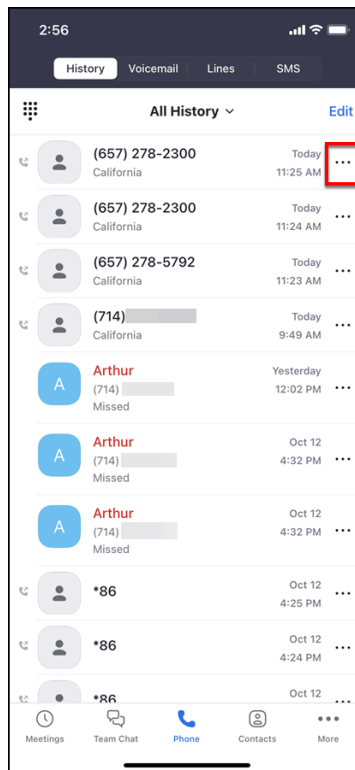 2:56
History Voicemail Lines SMS
All History Edit
(657) 278-2300 Today
California 11:25 AM
(657) 278-2300 Today
California 11:24 AM
(657) 278-5792 Today
California 11:23 AM
(714) Today
California 9:49 AM
A Arthur Yesterday
(714) 12:02 PM
Missed
A Arthur Oct 12
(714) 4:32 PM
Missed
A Arthur Oct 12
(714) 4:32 PM
Missed
*86 Oct 12
4:25 PM
*86 Oct 12
4:24 PM
*86 Oct 12
Meetings Team Chat Phone Contacts More